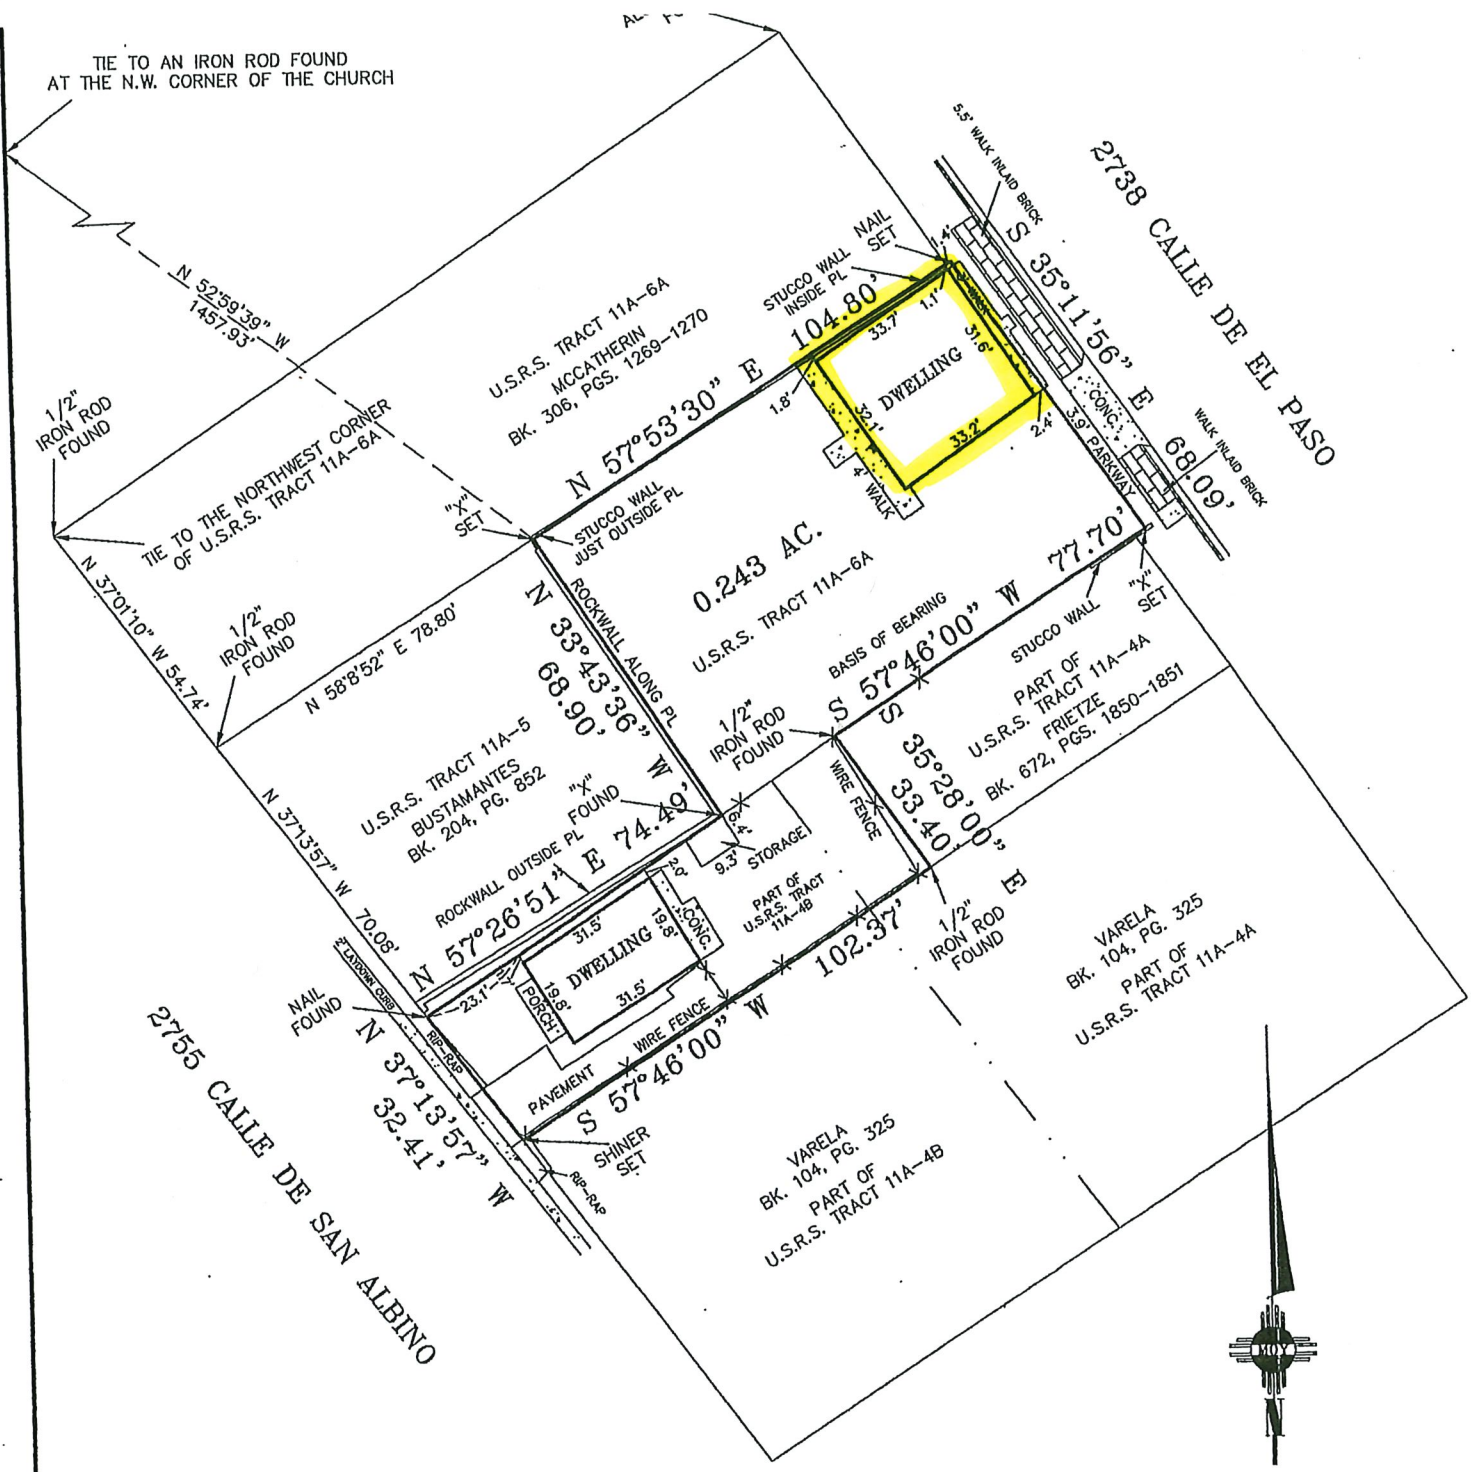 TIE TO AN IRON ROD FOUND
AT THE N.W. CORNER OF THE CHURCH
5.5' WALK INLAID BRICK
2738 CALLE DE EL PASO
S 35°11'56" E 68.09'
NAIL
SET
1.4'
STUCCO WALL
INSIDE PL
N 52°59'39" W
1457.93'
U.S.R.S. TRACT 11A-6A
MCCATHERIN
BK. 306, PGS. 1269-1270
N 57°53'30" E 104.80'
33.7'
1.1'
WALK
31.6'
DWELLING
32.1'
33.2'
1.8'
2.4'
4' WALK
CONC.
3.9' PARKWAY
WALK INLAID BRICK
1/2"
IRON ROD
FOUND
TIE TO THE NORTHWEST CORNER
OF U.S.R.S. TRACT 11A-6A
"X"
SET
STUCCO WALL
JUST OUTSIDE PL
0.243 AC.
U.S.R.S. TRACT 11A-6A
ROCKWALL ALONG PL
N 33°43'36" W
68.90'
BASIS OF BEARING
S 57°46'00" W 77.70'
STUCCO WALL
"X"
SET
N 37°01'10" W 54.74'
1/2"
IRON ROD
FOUND
N 58°8'52" E 78.80'
1/2"
IRON ROD
FOUND
PART OF
U.S.R.S. TRACT 11A-4A
FRIETZE
BK. 672, PGS. 1850-1851
S 35°28'00" E
33.40'
WIRE FENCE
U.S.R.S. TRACT 11A-5
BUSTAMANTES
BK. 204, PG. 852
"X"
FOUND
N 37°13'57" W 70.08'
ROCKWALL OUTSIDE PL
N 57°26'51" E 74.49'
6.4'
9.3'
STORAGE
2.0'
CONC.
PART OF
U.S.R.S. TRACT
11A-4B
31.5'
19.8'
DWELLING
19.8'
31.5'
PORCH
23.1'
LAYDOWN CURB
NAIL
FOUND
RIP-RAP
PAVEMENT
WIRE FENCE
S 57°46'00" W 102.37'
1/2"
IRON ROD
FOUND
N 37°13'57" W
32.41'
SHINER
SET
RIP-RAP
2755 CALLE DE SAN ALBINO
VARELA
BK. 104, PG. 325
PART OF
U.S.R.S. TRACT 11A-4A
VARELA
BK. 104, PG. 325
PART OF
U.S.R.S. TRACT 11A-4B
MOY
N